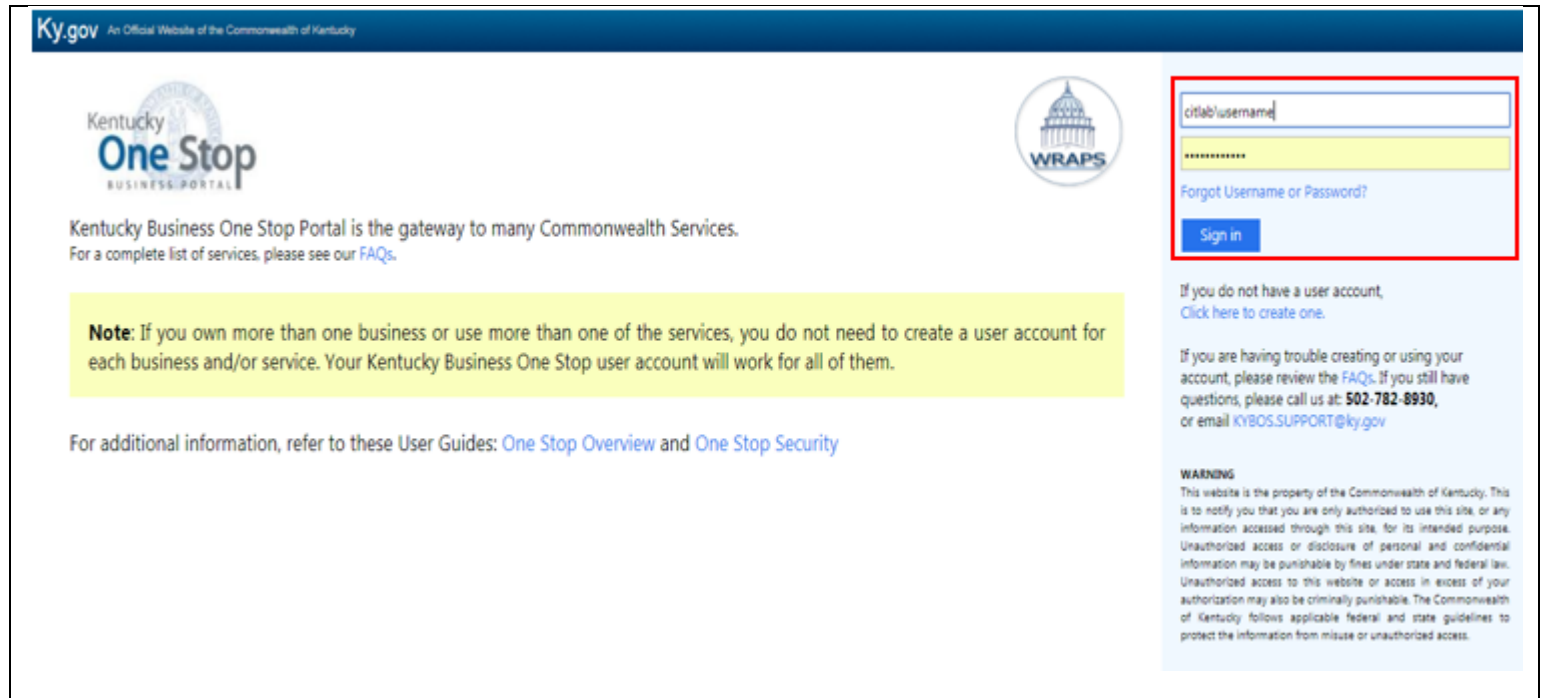 Ky.gov An Official Website of the Commonwealth of Kentucky
Kentucky
One Stop
BUSINESS PORTAL
WRAPS
Kentucky Business One Stop Portal is the gateway to many Commonwealth Services.
For a complete list of services, please see our FAQs.
Note: If you own more than one business or use more than one of the services, you do not need to create a user account for
each business and/or service. Your Kentucky Business One Stop user account will work for all of them.
For additional information, refer to these User Guides: One Stop Overview and One Stop Security
citlab\username
••••••••••••
Forgot Username or Password?
Sign in
If you do not have a user account,
Click here to create one.
If you are having trouble creating or using your
account, please review the FAQs. If you still have
questions, please call us at: 502-782-8930,
or email KYBOS.SUPPORT@ky.gov
WARNING
This website is the property of the Commonwealth of Kentucky. This
is to notify you that you are only authorized to use this site, or any
information accessed through this site, for its intended purpose.
Unauthorized access or disclosure of personal and confidential
information may be punishable by fines under state and federal law.
Unauthorized access to this website or access in excess of your
authorization may also be criminally punishable. The Commonwealth
of Kentucky follows applicable federal and state guidelines to
protect the information from misuse or unauthorized access.